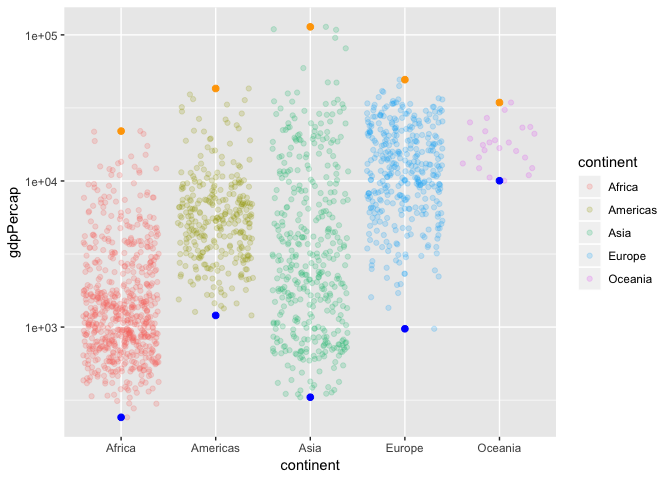 1e+05
1e+04
1e+03
gdpPercap
Africa Americas Asia Europe Oceania
continent
continent
Africa
Americas
Asia
Europe
Oceania